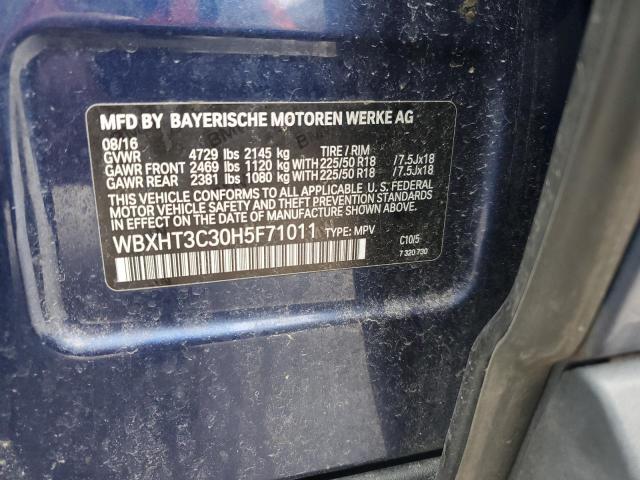 MFD BY BAYERISCHE MOTOREN WERKE AG
08/16
GVWR 4729 lbs 2145 kg TIRE / RIM
GAWR FRONT 2469 lbs 1120 kg WITH 225/50 R18 /7.5Jx18
GAWR REAR 2381 lbs 1080 kg WITH 225/50 R18 /7.5Jx18
THIS VEHICLE CONFORMS TO ALL APPLICABLE U. S. FEDERAL
MOTOR VEHICLE SAFETY AND THEFT PREVENTION STANDARDS
IN EFFECT ON THE DATE OF MANUFACTURE SHOWN ABOVE.
WBXHT3C30H5F71011 TYPE: MPV
C10/5
7 320 730